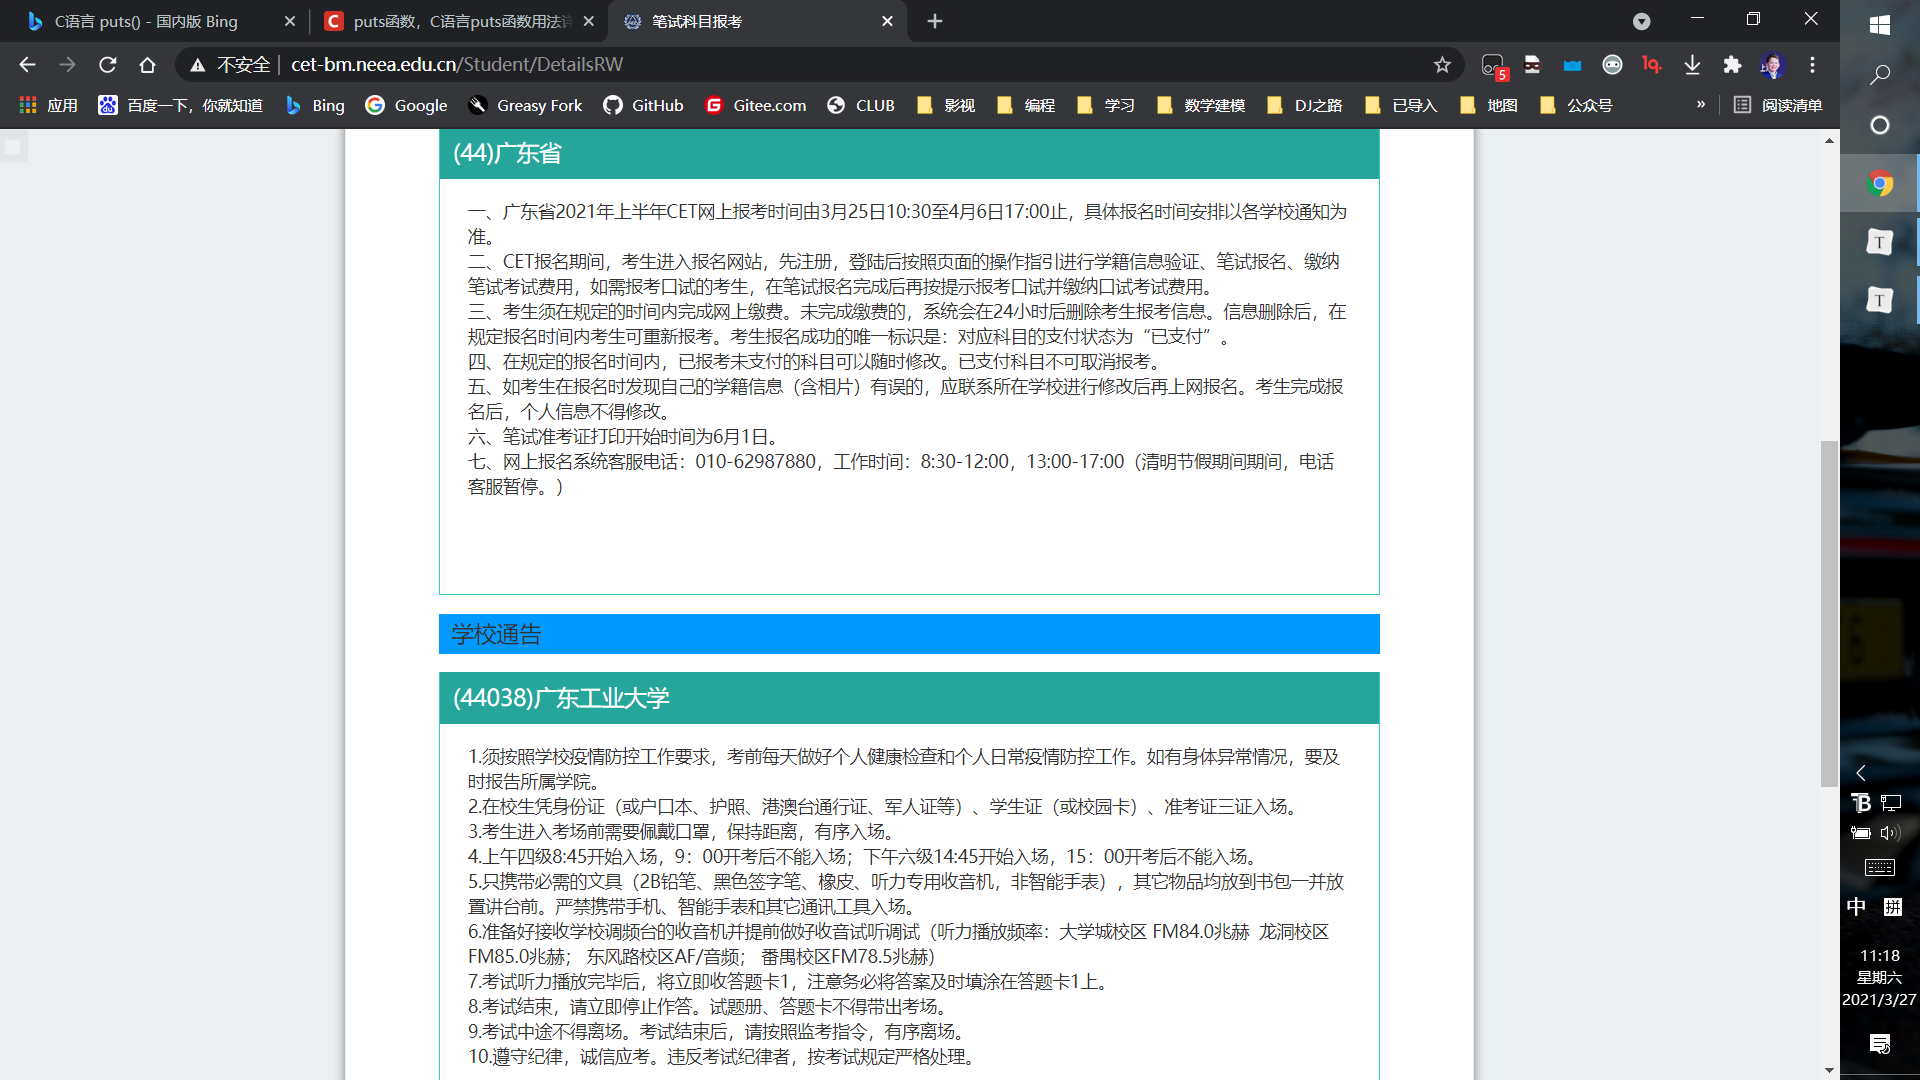 C语言 puts() - 国内版 Bing
puts函数，C语言puts函数用法详
笔试科目报考
不安全 | cet-bm.neea.edu.cn/Student/DetailsRW
5
1q.
应用 百度一下，你就知道 Bing Google Greasy Fork GitHub Gitee.com CLUB 影视 编程 学习 数学建模 DJ之路 已导入 地图 公众号 » 阅读清单
(44)广东省
一、广东省2021年上半年CET网上报考时间由3月25日10:30至4月6日17:00止，具体报名时间安排以各学校通知为
准。
二、CET报名期间，考生进入报名网站，先注册，登陆后按照页面的操作指引进行学籍信息验证、笔试报名、缴纳
笔试考试费用，如需报考口试的考生，在笔试报名完成后再按提示报考口试并缴纳口试考试费用。
三、考生须在规定的时间内完成网上缴费。未完成缴费的，系统会在24小时后删除考生报考信息。信息删除后，在
规定报名时间内考生可重新报考。考生报名成功的唯一标识是：对应科目的支付状态为“已支付”。
四、在规定的报名时间内，已报考未支付的科目可以随时修改。已支付科目不可取消报考。
五、如考生在报名时发现自己的学籍信息（含相片）有误的，应联系所在学校进行修改后再上网报名。考生完成报
名后，个人信息不得修改。
六、笔试准考证打印开始时间为6月1日。
七、网上报名系统客服电话：010-62987880，工作时间：8:30-12:00，13:00-17:00（清明节假期间期间，电话
客服暂停。）
学校通告
(44038)广东工业大学
1.须按照学校疫情防控工作要求，考前每天做好个人健康检查和个人日常疫情防控工作。如有身体异常情况，要及
时报告所属学院。
2.在校生凭身份证（或户口本、护照、港澳台通行证、军人证等）、学生证（或校园卡）、准考证三证入场。
3.考生进入考场前需要佩戴口罩，保持距离，有序入场。
4.上午四级8:45开始入场，9：00开考后不能入场；下午六级14:45开始入场，15：00开考后不能入场。
5.只携带必需的文具（2B铅笔、黑色签字笔、橡皮、听力专用收音机，非智能手表），其它物品均放到书包一并放
置讲台前。严禁携带手机、智能手表和其它通讯工具入场。
6.准备好接收学校调频台的收音机并提前做好收音试听调试（听力播放频率：大学城校区 FM84.0兆赫 龙洞校区
FM85.0兆赫； 东风路校区AF/音频； 番禺校区FM78.5兆赫）
7.考试听力播放完毕后，将立即收答题卡1，注意务必将答案及时填涂在答题卡1上。
8.考试结束，请立即停止作答。试题册、答题卡不得带出考场。
9.考试中途不得离场。考试结束后，请按照监考指令，有序离场。
10.遵守纪律，诚信应考。违反考试纪律者，按考试规定严格处理。
T
T
中 拼
11:18
星期六
2021/3/27